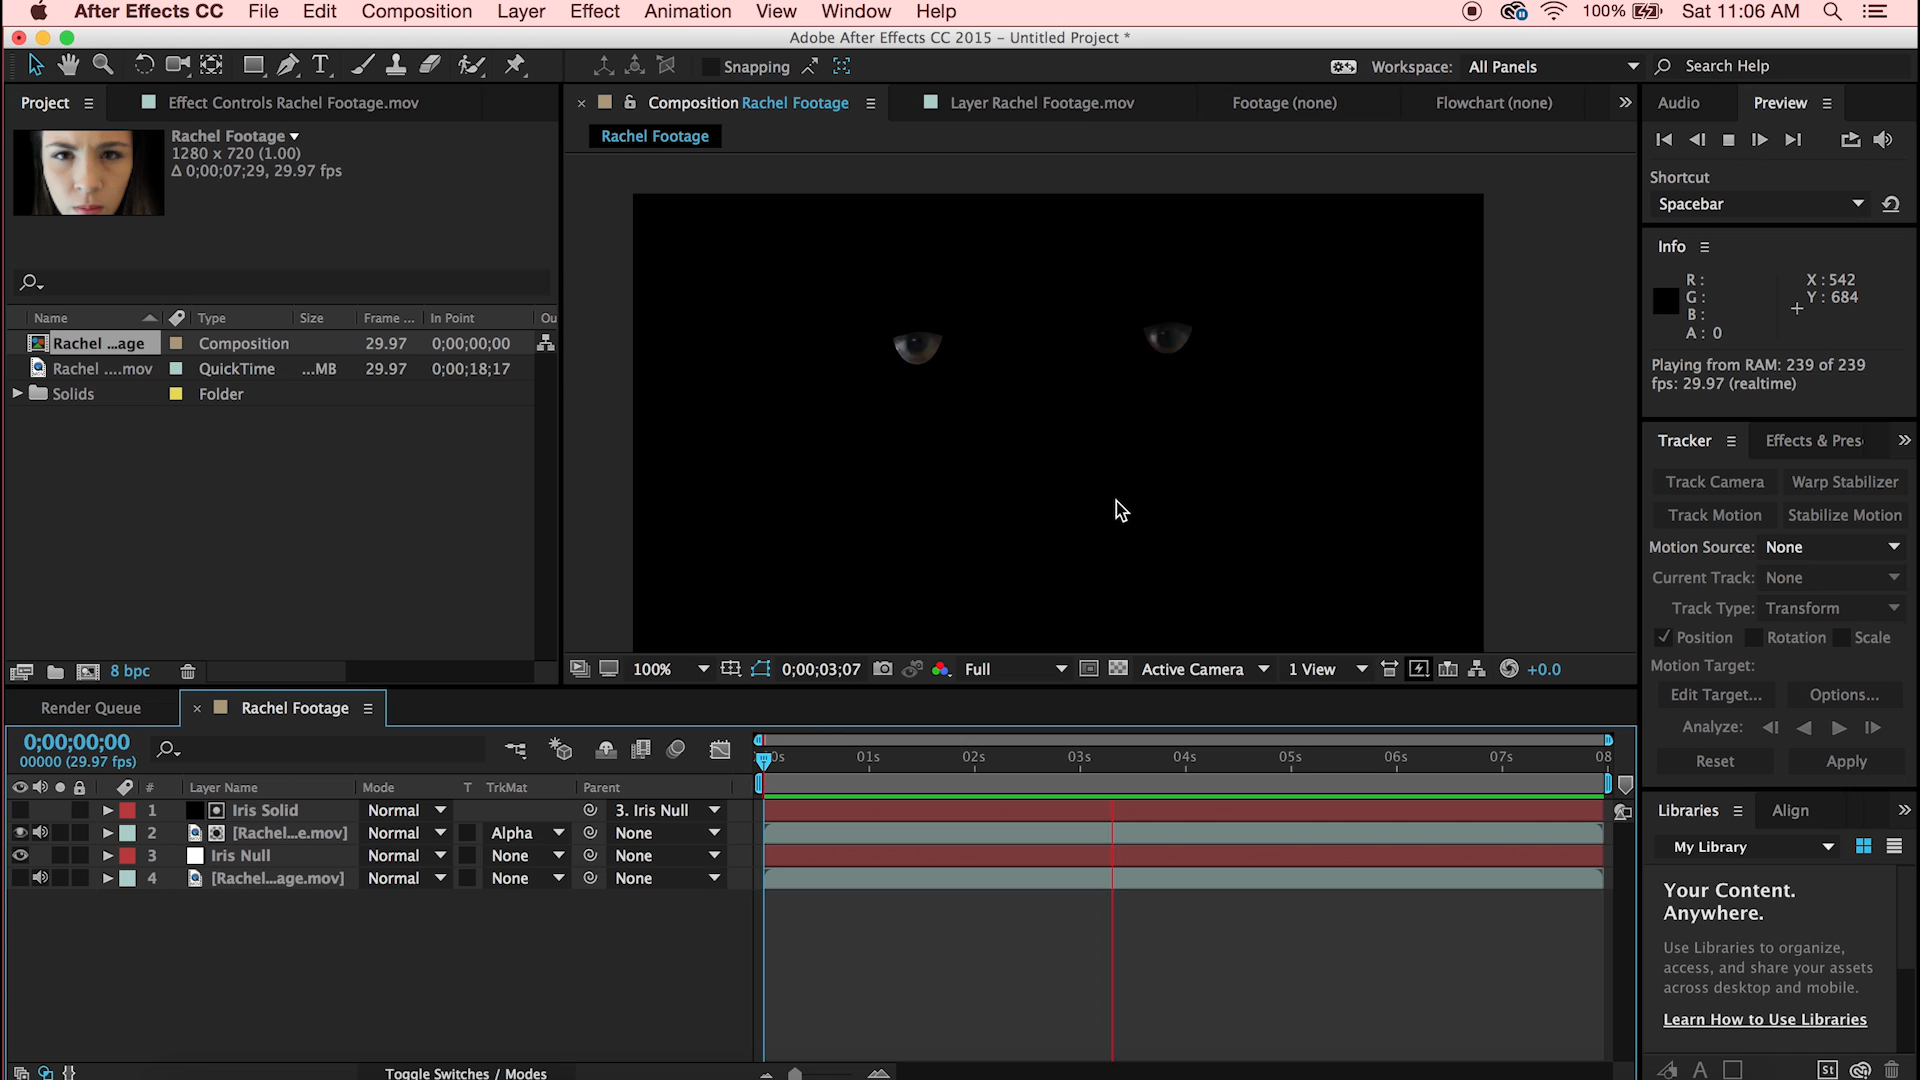 After Effects CC File Edit Composition Layer Effect Animation View Window Help 100% Sat 11:06 AM
Adobe After Effects CC 2015 – Untitled Project *
Snapping Workspace: All Panels Search Help
Project Effect Controls Rachel Footage.mov Composition Rachel Footage Layer Rachel Footage.mov Footage (none) Flowchart (none) Audio Preview
Rachel Footage
1280 x 720 (1.00)
Δ 0;00;07;29, 29.97 fps
Rachel Footage
Shortcut
Spacebar
Info
R :
G :
B :
A : 0
X : 542
Y : 684
Playing from RAM: 239 of 239
fps: 29.97 (realtime)
Name Type Size Frame ... In Point Ou
Rachel ...age Composition 29.97 0;00;00;00
Rachel ....mov QuickTime ...MB 29.97 0;00;18;17
Solids Folder
Tracker Effects & Pres
Track Camera Warp Stabilizer
Track Motion Stabilize Motion
Motion Source: None
Current Track: None
Track Type: Transform
Position Rotation Scale
Motion Target:
Edit Target... Options...
Analyze:
Reset Apply
8 bpc
100% 0;00;03;07 Full Active Camera 1 View +0.0
Render Queue Rachel Footage
0;00;00;00
00000 (29.97 fps)
00s 01s 02s 03s 04s 05s 06s 07s 08
# Layer Name Mode T TrkMat Parent
1 Iris Solid Normal 3. Iris Null
2 [Rachel...e.mov] Normal Alpha None
3 Iris Null Normal None None
4 [Rachel...age.mov] Normal None None
Toggle Switches / Modes
Libraries Align
My Library
Your Content.
Anywhere.
Use Libraries to organize,
access, and share your assets
across desktop and mobile.
Learn How to Use Libraries
St